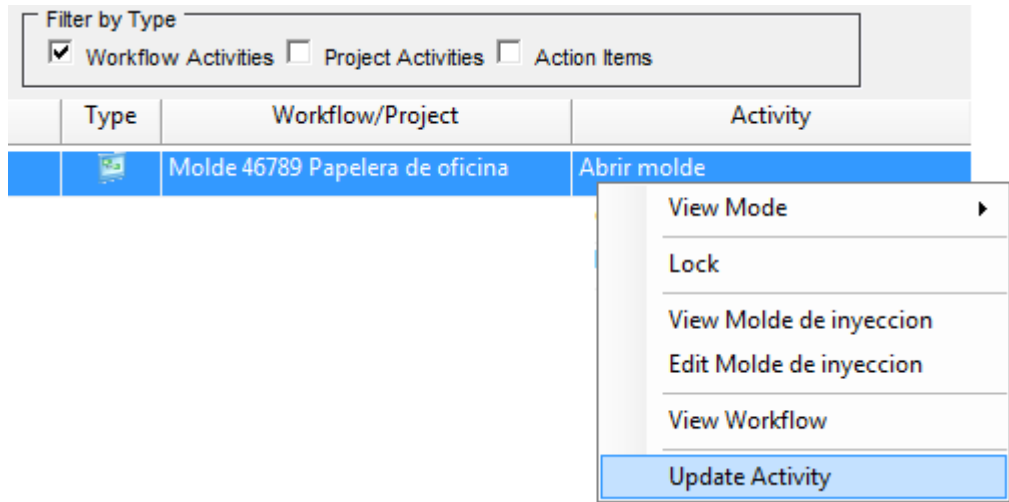 Filter by Type
Workflow Activities Project Activities Action Items
Type Workflow/Project Activity
Molde 46789 Papelera de oficina Abrir molde
View Mode
Lock
View Molde de inyeccion
Edit Molde de inyeccion
View Workflow
Update Activity